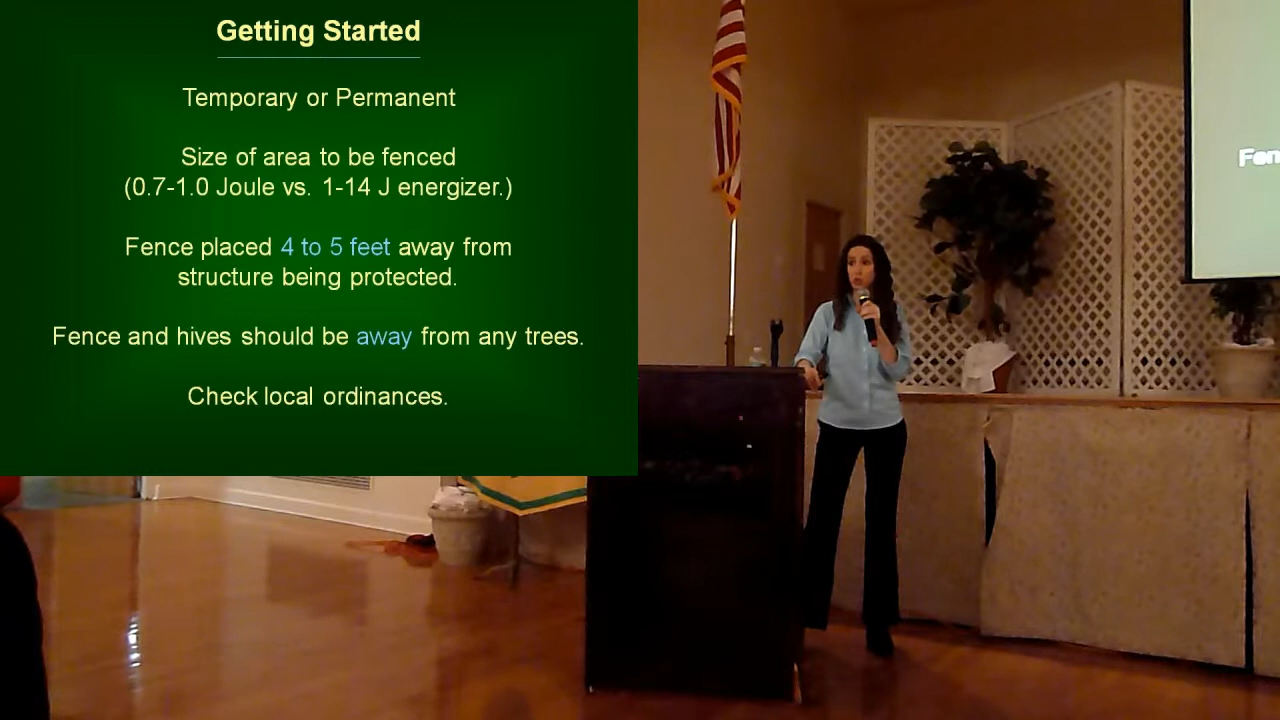 Getting Started
Temporary or Permanent
Size of area to be fenced
(0.7-1.0 Joule vs. 1-14 J energizer.)
Fence placed 4 to 5 feet away from
structure being protected.
Fence and hives should be away from any trees.
Check local ordinances.
Fen